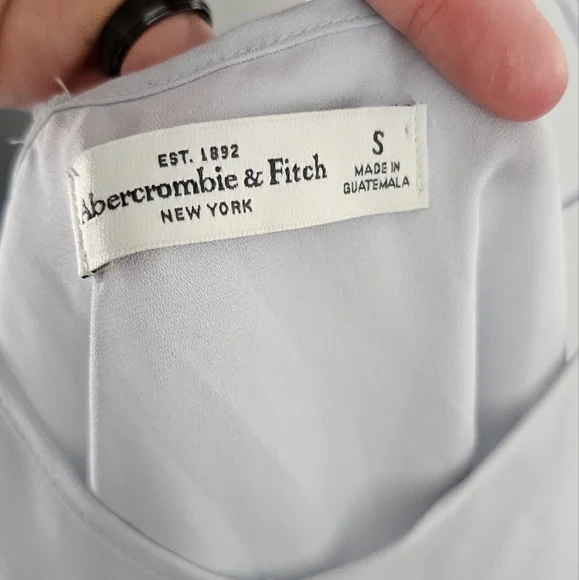 EST. 1892
Abercrombie & Fitch
NEW YORK
S
MADE IN
GUATEMALA